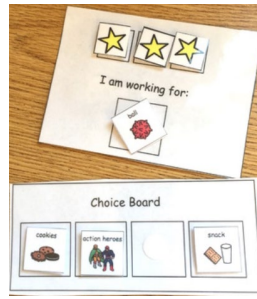 I am working for:
ball
Choice Board
cookies
action heroes
snack